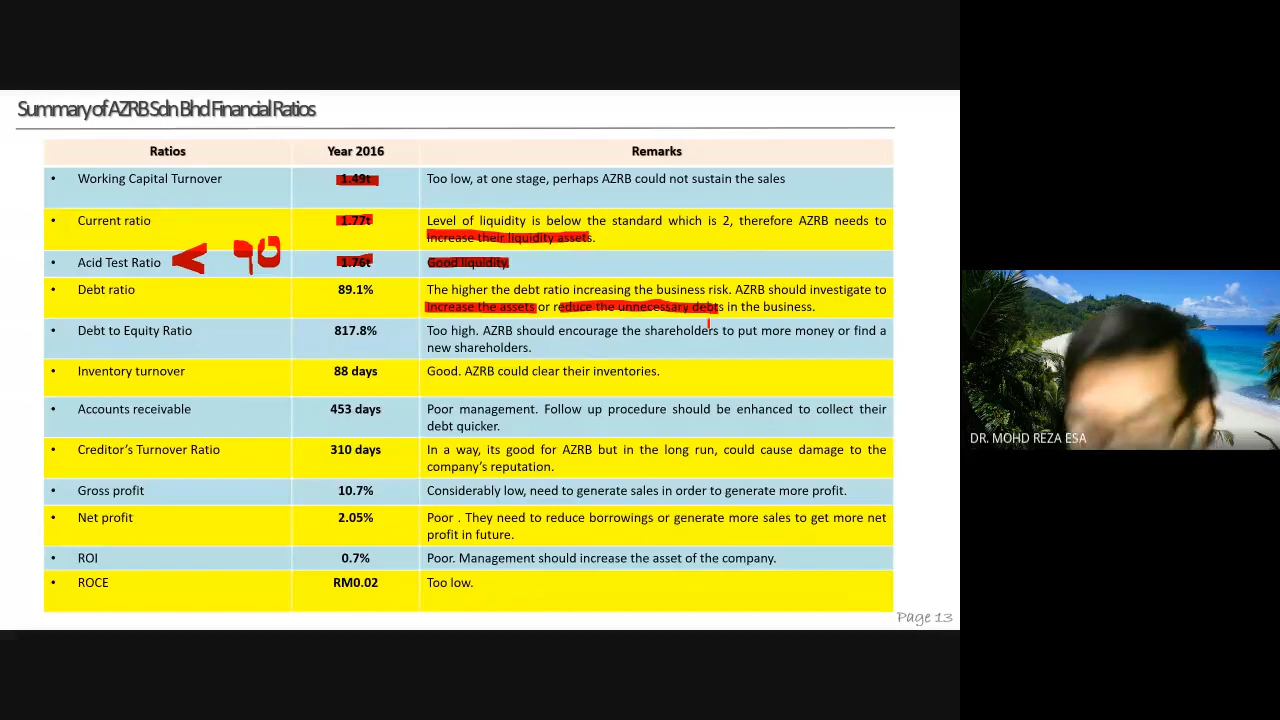 Summary of AZRB Sdn Bhd Financial Ratios
Ratios Year 2016 Remarks
• Working Capital Turnover 1.49t Too low, at one stage, perhaps AZRB could not sustain the sales
• Current ratio 1.77t Level of liquidity is below the standard which is 2, therefore AZRB needs to
increase their liquidity assets.
• Acid Test Ratio 1.76t Good liquidity.
• Debt ratio 89.1% The higher the debt ratio increasing the business risk. AZRB should investigate to
increase the assets or reduce the unnecessary debts in the business.
• Debt to Equity Ratio 817.8% Too high. AZRB should encourage the shareholders to put more money or find a
new shareholders.
• Inventory turnover 88 days Good. AZRB could clear their inventories.
• Accounts receivable 453 days Poor management. Follow up procedure should be enhanced to collect their
debt quicker.
• Creditor's Turnover Ratio 310 days In a way, its good for AZRB but in the long run, could cause damage to the
company's reputation.
• Gross profit 10.7% Considerably low, need to generate sales in order to generate more profit.
• Net profit 2.05% Poor . They need to reduce borrowings or generate more sales to get more net
profit in future.
• ROI 0.7% Poor. Management should increase the asset of the company.
• ROCE RM0.02 Too low.
Page 13
DR. MOHD REZA ESA